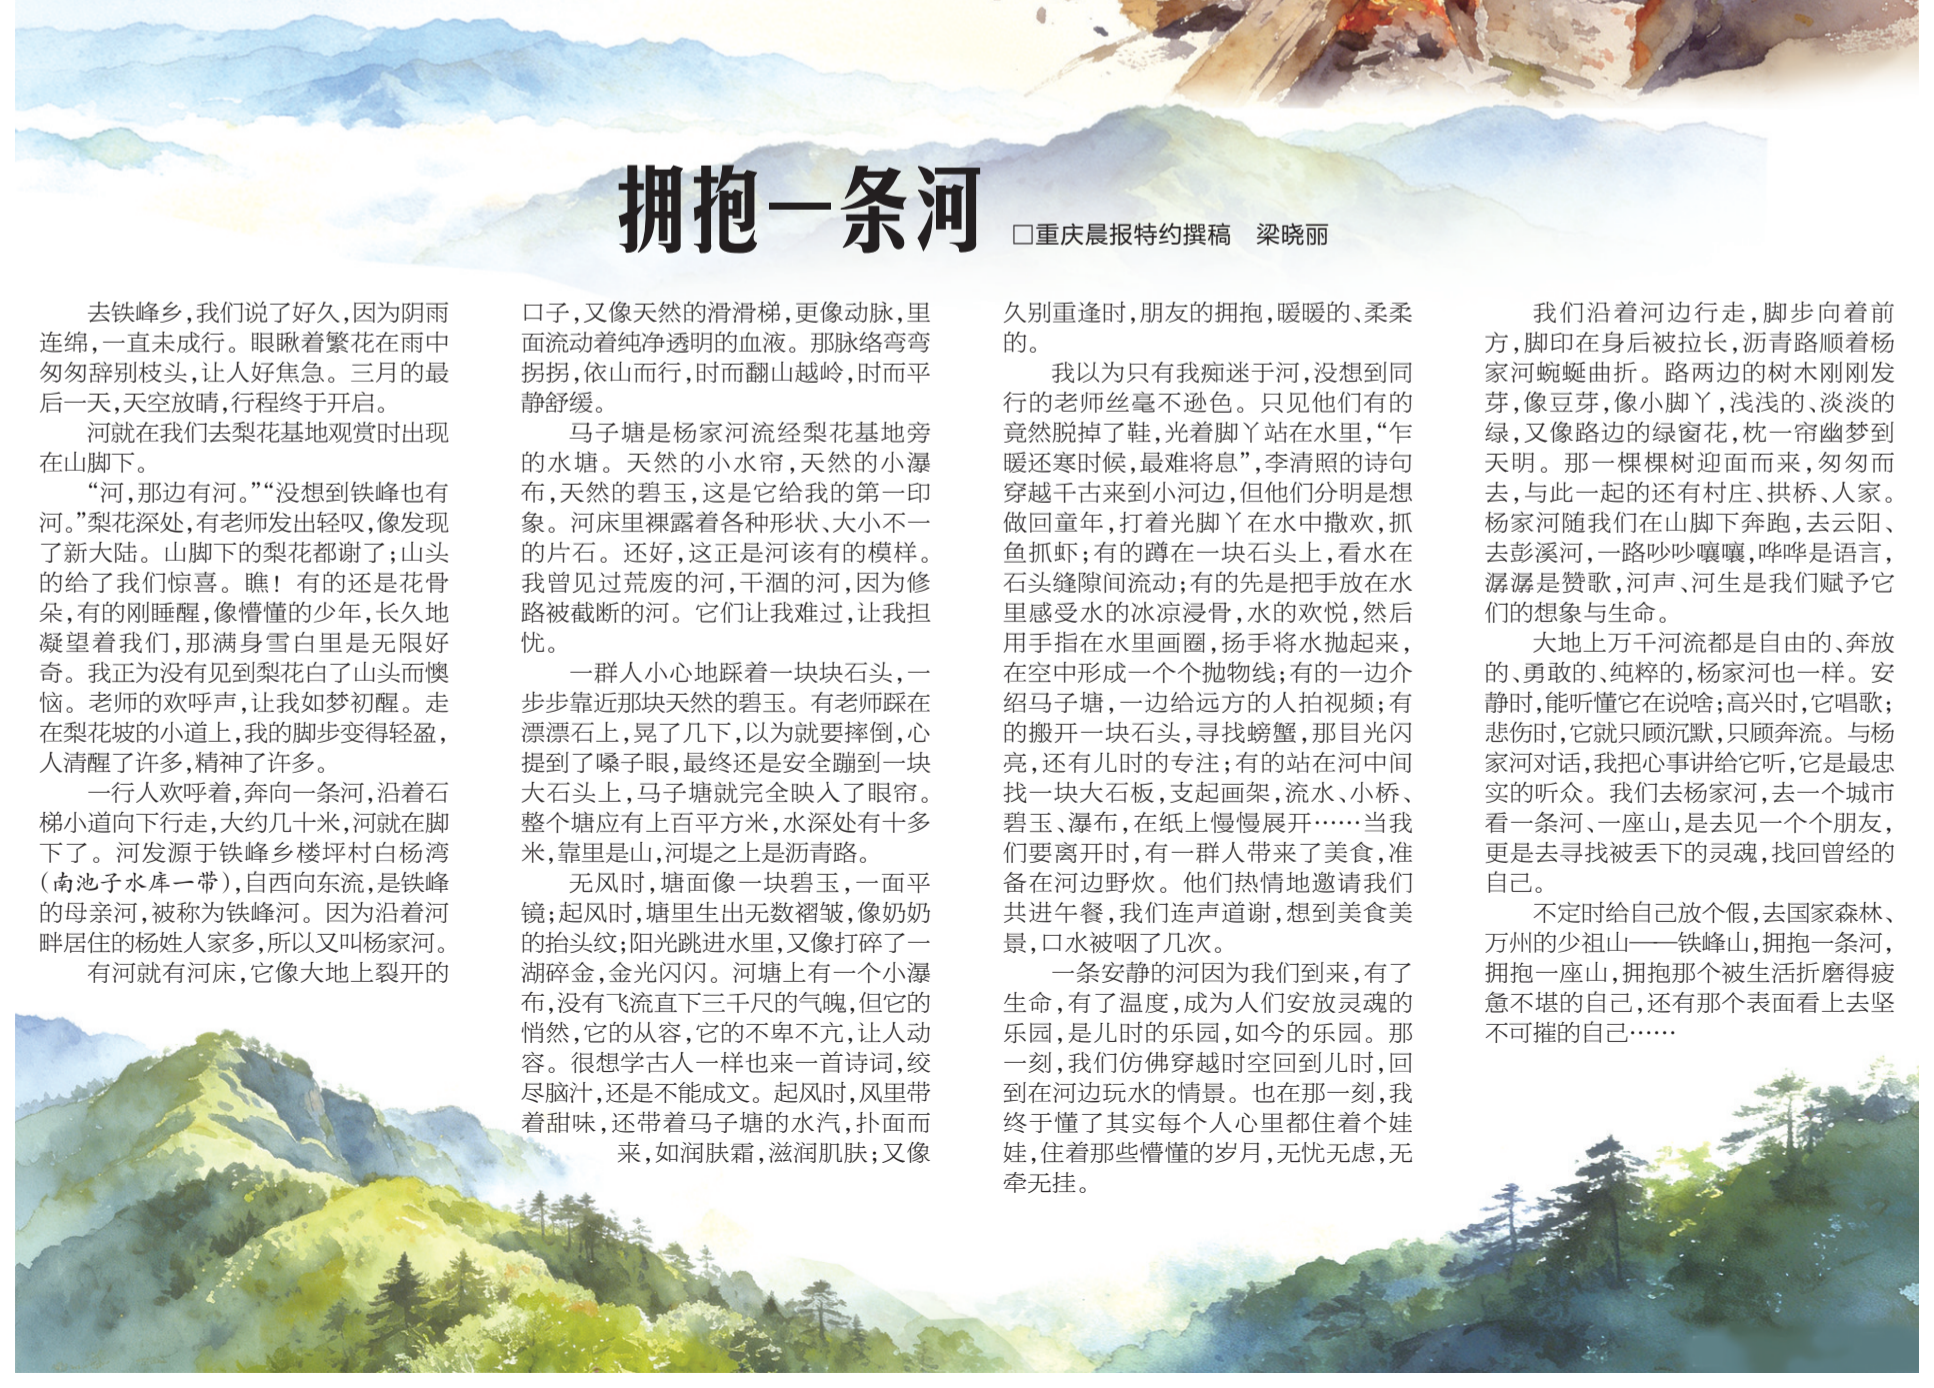 拥抱一条河
□重庆晨报特约撰稿　梁晓丽
去铁峰乡,我们说了好久,因为阴雨
连绵,一直未成行。眼瞅着繁花在雨中
匆匆辞别枝头,让人好焦急。三月的最
后一天,天空放晴,行程终于开启。
河就在我们去梨花基地观赏时出现
在山脚下。
“河,那边有河。”“没想到铁峰也有
河。”梨花深处,有老师发出轻叹,像发现
了新大陆。山脚下的梨花都谢了;山头
的给了我们惊喜。瞧!有的还是花骨
朵,有的刚睡醒,像懵懂的少年,长久地
凝望着我们,那满身雪白里是无限好
奇。我正为没有见到梨花白了山头而懊
恼。老师的欢呼声,让我如梦初醒。走
在梨花坡的小道上,我的脚步变得轻盈,
人清醒了许多,精神了许多。
一行人欢呼着,奔向一条河,沿着石
梯小道向下行走,大约几十米,河就在脚
下了。河发源于铁峰乡楼坪村白杨湾
(南池子水库一带),自西向东流,是铁峰
的母亲河,被称为铁峰河。因为沿着河
畔居住的杨姓人家多,所以又叫杨家河。
有河就有河床,它像大地上裂开的
口子,又像天然的滑滑梯,更像动脉,里
面流动着纯净透明的血液。那脉络弯弯
拐拐,依山而行,时而翻山越岭,时而平
静舒缓。
马子塘是杨家河流经梨花基地旁
的水塘。天然的小水帘,天然的小瀑
布,天然的碧玉,这是它给我的第一印
象。河床里裸露着各种形状、大小不一
的片石。还好,这正是河该有的模样。
我曾见过荒废的河,干涸的河,因为修
路被截断的河。它们让我难过,让我担
忧。
一群人小心地踩着一块块石头,一
步步靠近那块天然的碧玉。有老师踩在
漂漂石上,晃了几下,以为就要摔倒,心
提到了嗓子眼,最终还是安全蹦到一块
大石头上,马子塘就完全映入了眼帘。
整个塘应有上百平方米,水深处有十多
米,靠里是山,河堤之上是沥青路。
无风时,塘面像一块碧玉,一面平
镜;起风时,塘里生出无数褶皱,像奶奶
的抬头纹;阳光跳进水里,又像打碎了一
湖碎金,金光闪闪。河塘上有一个小瀑
布,没有飞流直下三千尺的气魄,但它的
悄然,它的从容,它的不卑不亢,让人动
容。很想学古人一样也来一首诗词,绞
尽脑汁,还是不能成文。起风时,风里带
着甜味,还带着马子塘的水汽,扑面而
来,如润肤霜,滋润肌肤;又像
久别重逢时,朋友的拥抱,暖暖的、柔柔
的。
我以为只有我痴迷于河,没想到同
行的老师丝毫不逊色。只见他们有的
竟然脱掉了鞋,光着脚丫站在水里,“乍
暖还寒时候,最难将息”,李清照的诗句
穿越千古来到小河边,但他们分明是想
做回童年,打着光脚丫在水中撒欢,抓
鱼抓虾;有的蹲在一块石头上,看水在
石头缝隙间流动;有的先是把手放在水
里感受水的冰凉浸骨,水的欢悦,然后
用手指在水里画圈,扬手将水抛起来,
在空中形成一个个抛物线;有的一边介
绍马子塘,一边给远方的人拍视频;有
的搬开一块石头,寻找螃蟹,那目光闪
亮,还有儿时的专注;有的站在河中间
找一块大石板,支起画架,流水、小桥、
碧玉、瀑布,在纸上慢慢展开……当我
们要离开时,有一群人带来了美食,准
备在河边野炊。他们热情地邀请我们
共进午餐,我们连声道谢,想到美食美
景,口水被咽了几次。
一条安静的河因为我们到来,有了
生命,有了温度,成为人们安放灵魂的
乐园,是儿时的乐园,如今的乐园。那
一刻,我们仿佛穿越时空回到儿时,回
到在河边玩水的情景。也在那一刻,我
终于懂了其实每个人心里都住着个娃
娃,住着那些懵懂的岁月,无忧无虑,无
牵无挂。
我们沿着河边行走,脚步向着前
方,脚印在身后被拉长,沥青路顺着杨
家河蜿蜒曲折。路两边的树木刚刚发
芽,像豆芽,像小脚丫,浅浅的、淡淡的
绿,又像路边的绿窗花,枕一帘幽梦到
天明。那一棵棵树迎面而来,匆匆而
去,与此一起的还有村庄、拱桥、人家。
杨家河随我们在山脚下奔跑,去云阳、
去彭溪河,一路吵吵嚷嚷,哗哗是语言,
潺潺是赞歌,河声、河生是我们赋予它
们的想象与生命。
大地上万千河流都是自由的、奔放
的、勇敢的、纯粹的,杨家河也一样。安
静时,能听懂它在说啥;高兴时,它唱歌;
悲伤时,它就只顾沉默,只顾奔流。与杨
家河对话,我把心事讲给它听,它是最忠
实的听众。我们去杨家河,去一个城市
看一条河、一座山,是去见一个个朋友,
更是去寻找被丢下的灵魂,找回曾经的
自己。
不定时给自己放个假,去国家森林、
万州的少祖山——铁峰山,拥抱一条河,
拥抱一座山,拥抱那个被生活折磨得疲
惫不堪的自己,还有那个表面看上去坚
不可摧的自己……